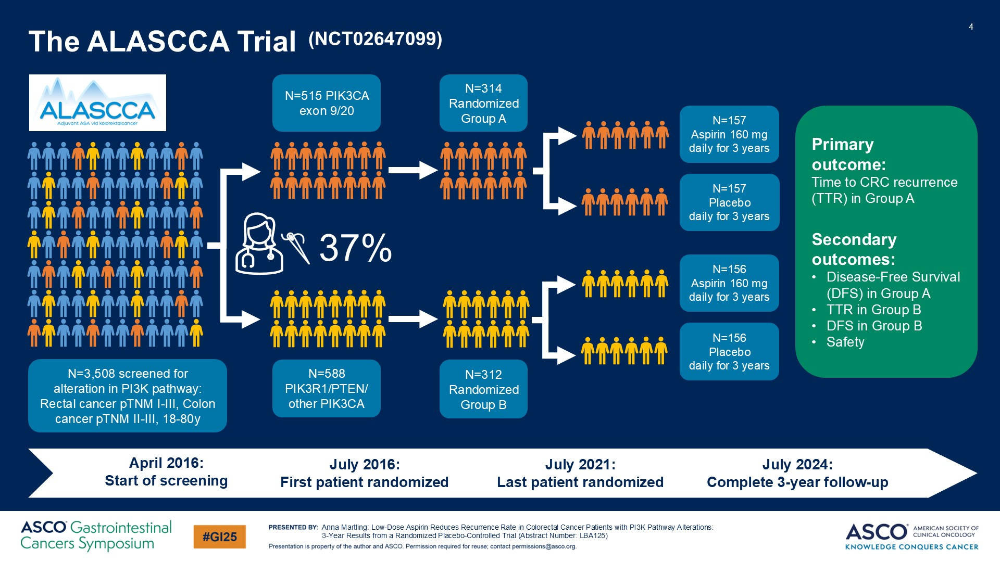 The ALASCCA Trial (NCT02647099)
4
ALASCCA
Adjuvant ASA vid kolorektalcancer
N=515 PIK3CA
exon 9/20
N=314
Randomized
Group A
N=157
Aspirin 160 mg
daily for 3 years
N=157
Placebo
daily for 3 years
37%
N=156
Aspirin 160 mg
daily for 3 years
N=156
Placebo
daily for 3 years
Primary
outcome:
Time to CRC recurrence
(TTR) in Group A
Secondary
outcomes:
• Disease-Free Survival
(DFS) in Group A
• TTR in Group B
• DFS in Group B
• Safety
N=3,508 screened for
alteration in PI3K pathway:
Rectal cancer pTNM I-III, Colon
cancer pTNM II-III, 18-80y
N=588
PIK3R1/PTEN/
other PIK3CA
N=312
Randomized
Group B
April 2016:
Start of screening
July 2016:
First patient randomized
July 2021:
Last patient randomized
July 2024:
Complete 3-year follow-up
ASCO® Gastrointestinal
Cancers Symposium
#GI25
PRESENTED BY: Anna Martling: Low-Dose Aspirin Reduces Recurrence Rate in Colorectal Cancer Patients with PI3K Pathway Alterations:
3-Year Results from a Randomized Placebo-Controlled Trial (Abstract Number: LBA125)
Presentation is property of the author and ASCO. Permission required for reuse; contact permissions@asco.org.
ASCO® AMERICAN SOCIETY OF
CLINICAL ONCOLOGY
KNOWLEDGE CONQUERS CANCER